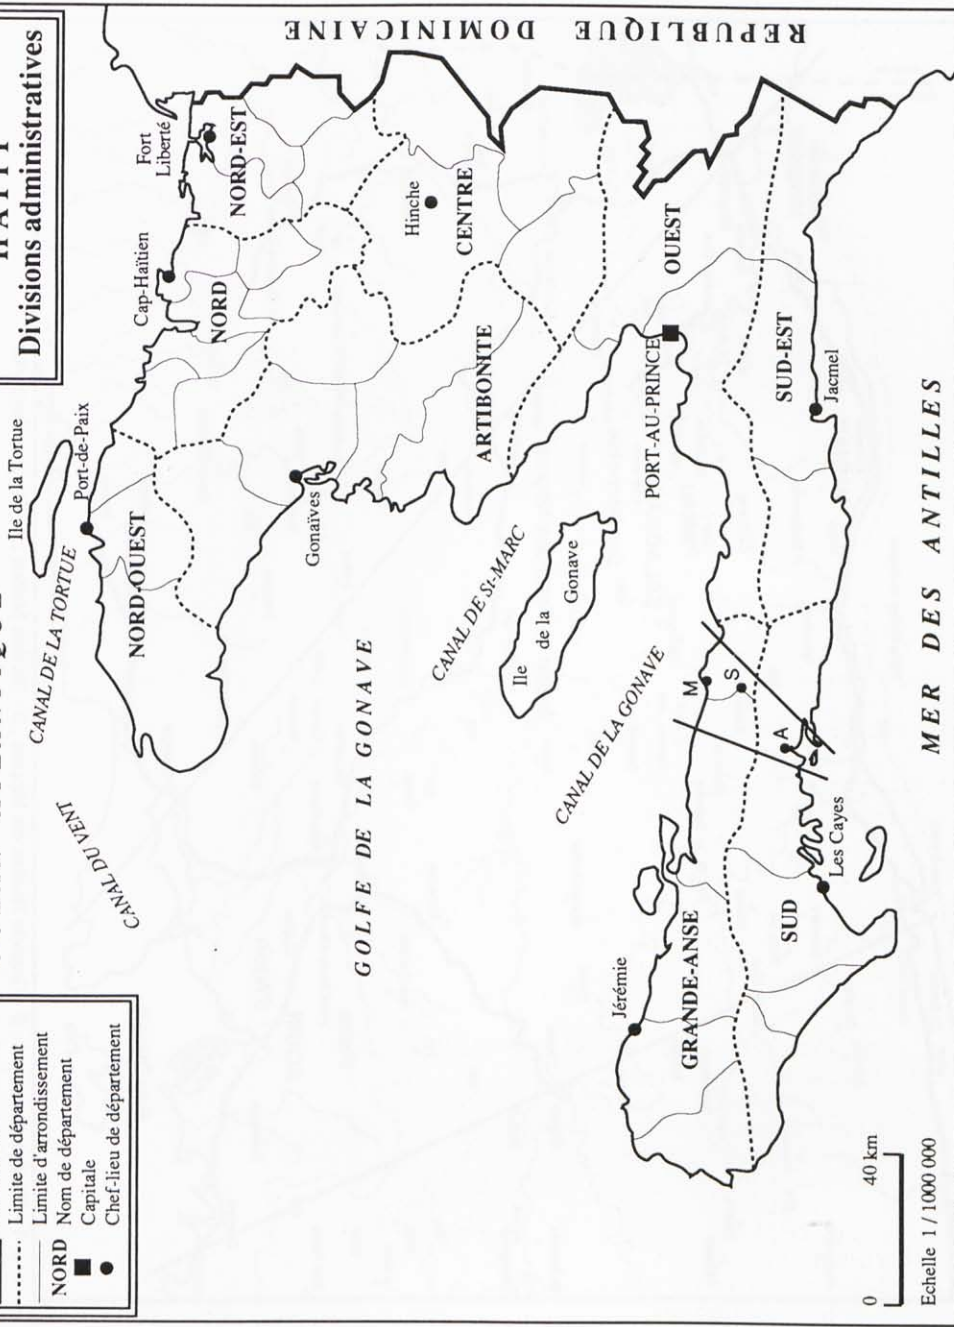 Divisions administratives
Limite de département
Limite d'arrondissement
NORD Nom de département
Capitale
Chef-lieu de département
Ile de la Tortue
CANAL DE LA TORTUE
Port-de-Paix
NORD-OUEST
Cap-Haïtien
NORD
Fort
Liberté
NORD-EST
REPUBLIQUE DOMINICAINE
CANAL DU VENT
Gonaïves
Hinche
CENTRE
ARTIBONITE
GOLFE DE LA GONAVE
CANAL DE St-MARC
Ile
de la
Gonave
CANAL DE LA GONAVE
PORT-AU-PRINCE
OUEST
SUD-EST
Jacmel
M
S
A
Jérémie
GRANDE-ANSE
SUD
Les Cayes
MER DES ANTILLES
0 40 km
Echelle 1 / 1000 000